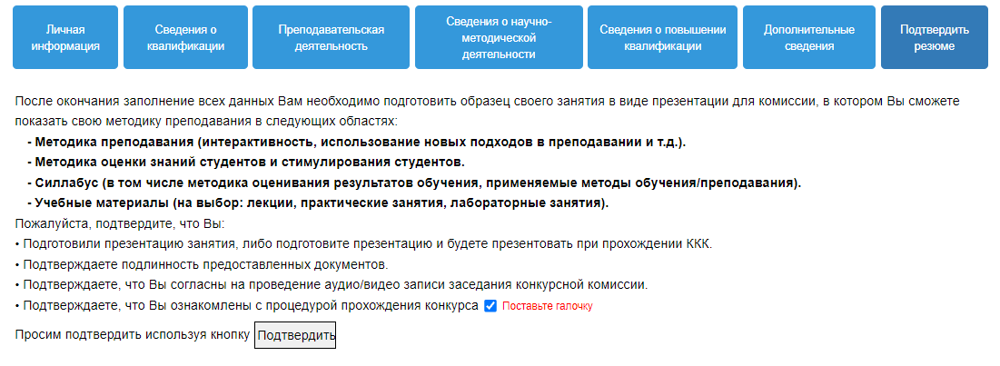 Личная
информация
Сведения о
квалификации
Преподавательская
деятельность
Сведения о научно-
методической
деятельности
Сведения о повышении
квалификации
Дополнительные
сведения
Подтвердить
резюме
После окончания заполнение всех данных Вам необходимо подготовить образец своего занятия в виде презентации для комиссии, в котором Вы сможете
показать свою методику преподавания в следующих областях:
- Методика преподавания (интерактивность, использование новых подходов в преподавании и т.д.).
- Методика оценки знаний студентов и стимулирования студентов.
- Силлабус (в том числе методика оценивания результатов обучения, применяемые методы обучения/преподавания).
- Учебные материалы (на выбор: лекции, практические занятия, лабораторные занятия).
Пожалуйста, подтвердите, что Вы:
• Подготовили презентацию занятия, либо подготовите презентацию и будете презентовать при прохождении ККК.
• Подтверждаете подлинность предоставленных документов.
• Подтверждаете, что Вы согласны на проведение аудио/видео записи заседания конкурсной комиссии.
• Подтверждаете, что Вы ознакомлены с процедурой прохождения конкурса Поставьте галочку
Просим подтвердить используя кнопку Подтвердить